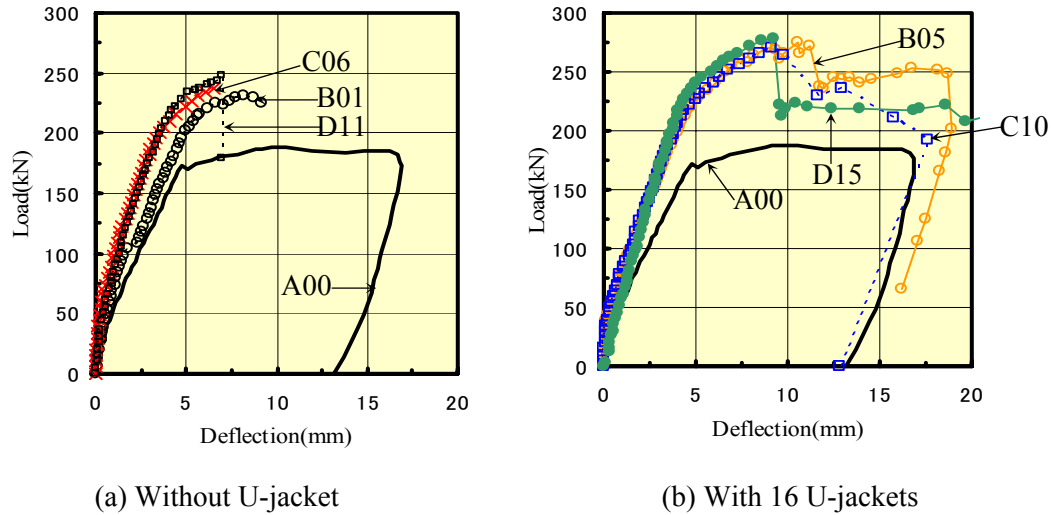 300
250
200
150
100
50
0
Load(kN)
C06
B01
D11
A00
0 5 10 15 20
Deflection(mm)
(a) Without U-jacket
300
250
200
150
100
50
0
Load(kN)
B05
C10
D15
A00
0 5 10 15 20
Deflection(mm)
(b) With 16 U-jackets